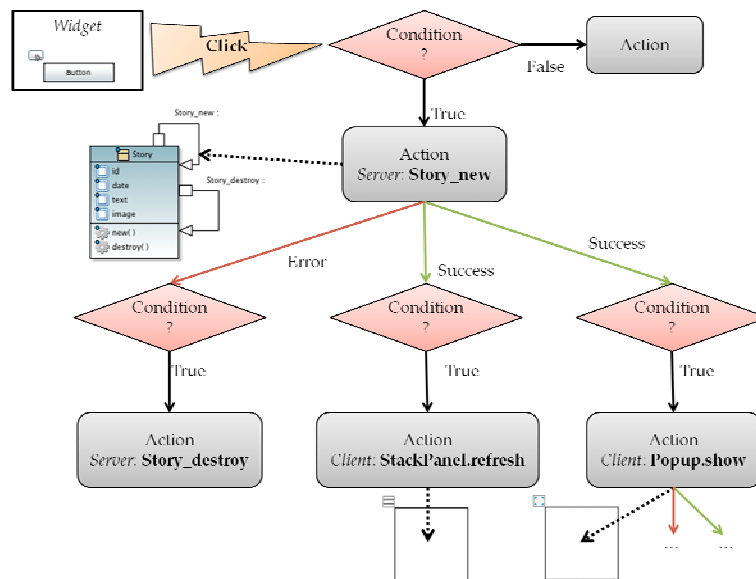 Widget
Button
Click
Condition
?
Action
False
True
Story_new :
Story
id
date
text
image
new( )
destroy( )
Story_destroy :
Action
Server: Story_new
Error
Success
Success
Condition
?
Condition
?
Condition
?
True
True
True
Action
Server: Story_destroy
Action
Client: StackPanel.refresh
Action
Client: Popup.show
...
...